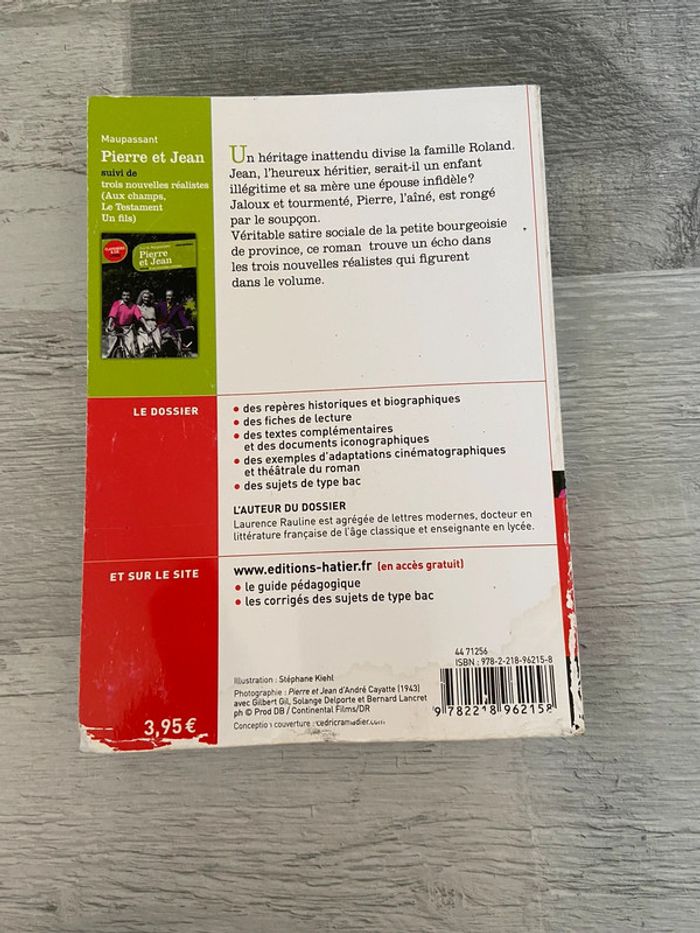 Maupassant
Pierre et Jean
suivi de
trois nouvelles réalistes
(Aux champs,
Le Testament
Un fils)
Pierre
et Jean
Un héritage inattendu divise la famille Roland.
Jean, l'heureux héritier, serait-il un enfant
illégitime et sa mère une épouse infidèle ?
Jaloux et tourmenté, Pierre, l'aîné, est rongé
par le soupçon.
Véritable satire sociale de la petite bourgeoisie
de province, ce roman trouve un écho dans
les trois nouvelles réalistes qui figurent
dans le volume.
LE DOSSIER
• des repères historiques et biographiques
• des fiches de lecture
• des textes complémentaires
et des documents iconographiques
• des exemples d'adaptations cinématographiques
et théâtrale du roman
• des sujets de type bac
L'AUTEUR DU DOSSIER
Laurence Rauline est agrégée de lettres modernes, docteur en
littérature française de l'âge classique et enseignante en lycée.
ET SUR LE SITE
www.editions-hatier.fr (en accès gratuit)
• le guide pédagogique
• les corrigés des sujets de type bac
44 71256
ISBN : 978-2-218-96215-8
Illustration : Stéphane Kiehl
Photographie : Pierre et Jean d'André Cayatte (1943)
avec Gilbert Gil, Solange Delporte et Bernard Lancret
ph © Prod DB / Continental Films/DR
Conception couverture : cedricramadier.com
9 782218 962158
3,95 €